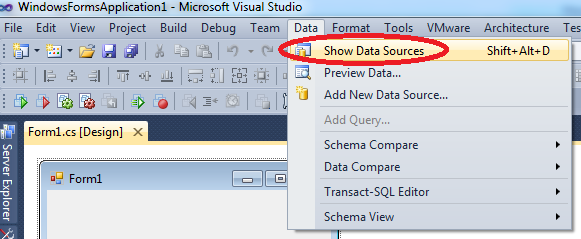 WindowsFormsApplication1 - Microsoft Visual Studio
File Edit View Project Build Debug Team Data Format Tools VMware Architecture Test
Show Data Sources Shift+Alt+D
Preview Data...
Add New Data Source...
Add Query...
Schema Compare
Data Compare
Transact-SQL Editor
Schema View
Form1.cs [Design]
Server Explorer
Form1